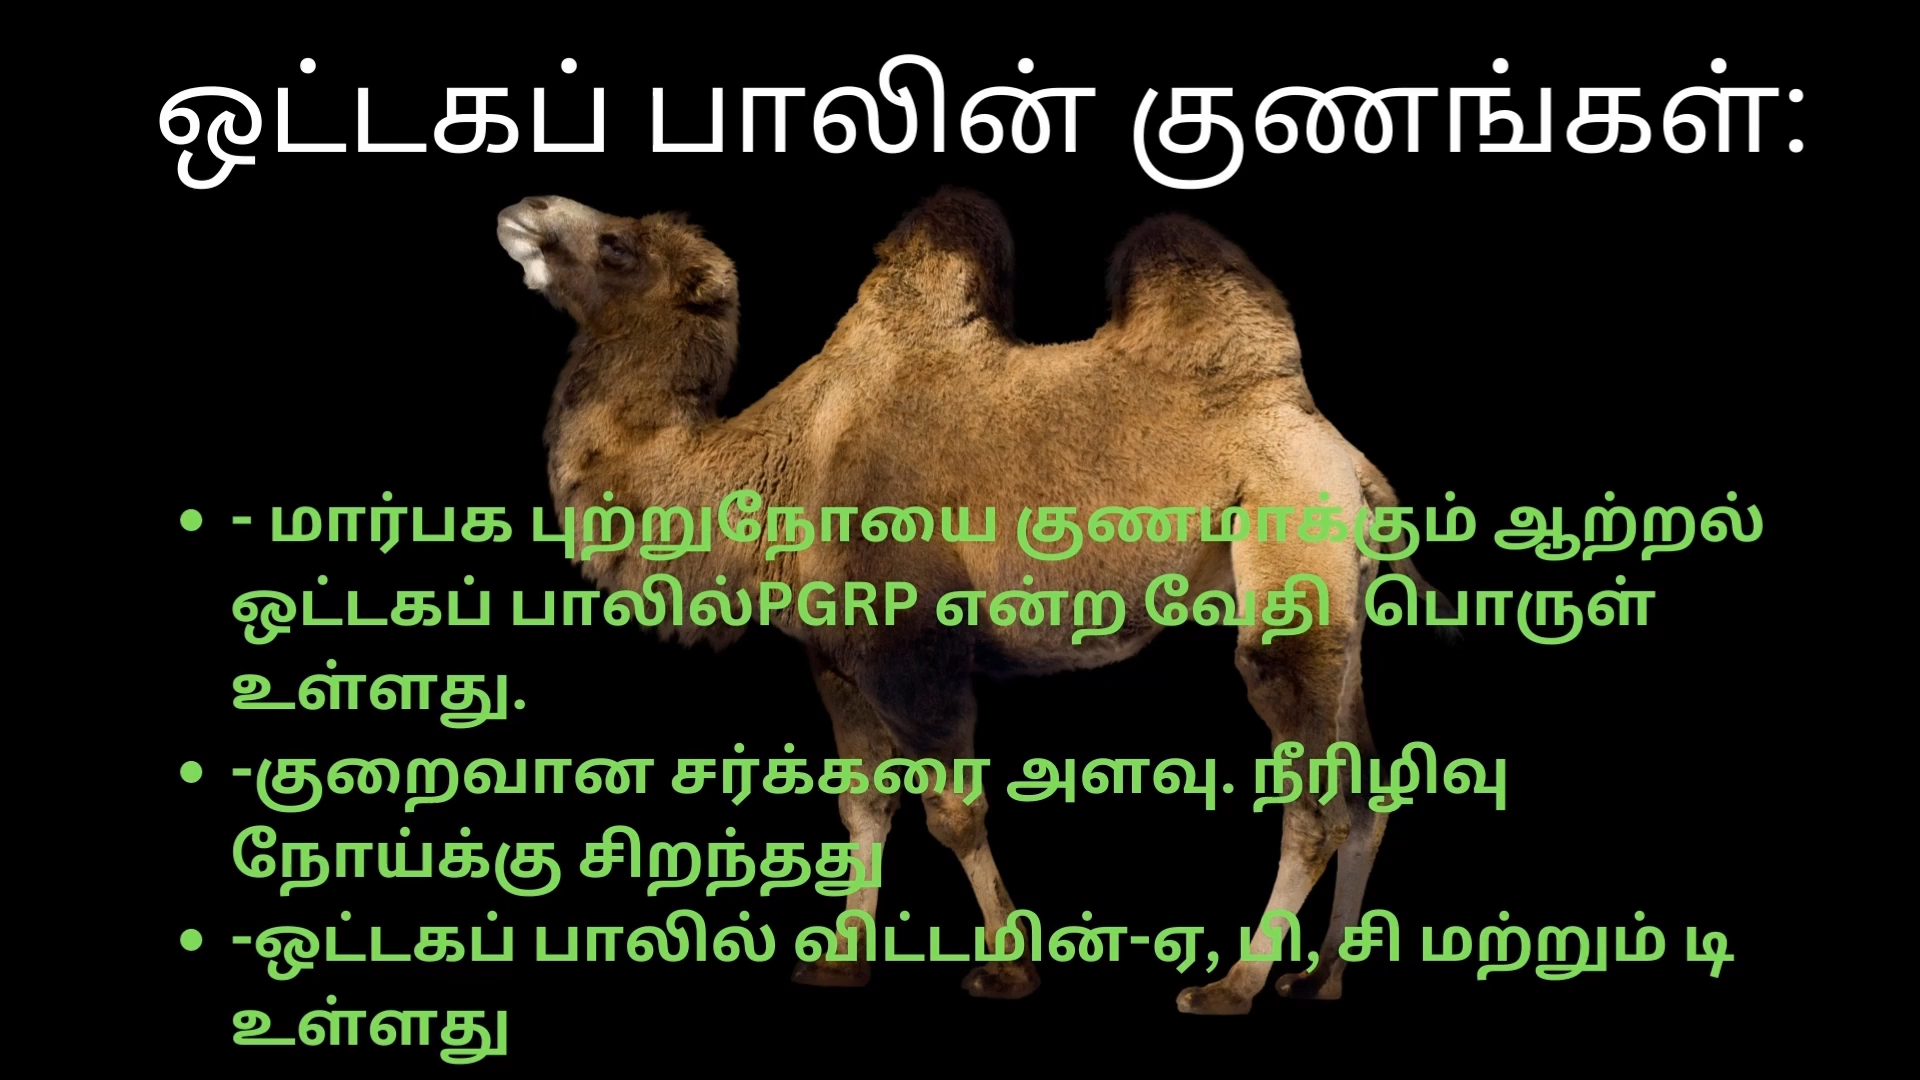 ஒட்டகப் பாலின் குணங்கள்:
• - மார்பக புற்றுநோயை குணமாக்கும் ஆற்றல்
ஒட்டகப் பாலில்PGRP என்ற வேதி பொருள்
உள்ளது.
• -குறைவான சர்க்கரை அளவு. நீரிழிவு
நோய்க்கு சிறந்தது
• -ஒட்டகப் பாலில் விட்டமின்-ஏ, பி, சி மற்றும் டி
உள்ளது